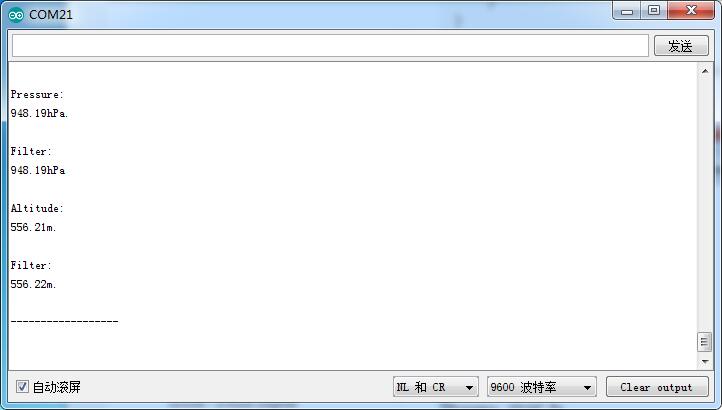 COM21
发送
Pressure:
948.19hPa.
Filter:
948.19hPa
Altitude:
556.21m.
Filter:
556.22m.
------------------
自动滚屏
NL 和 CR
9600 波特率
Clear output